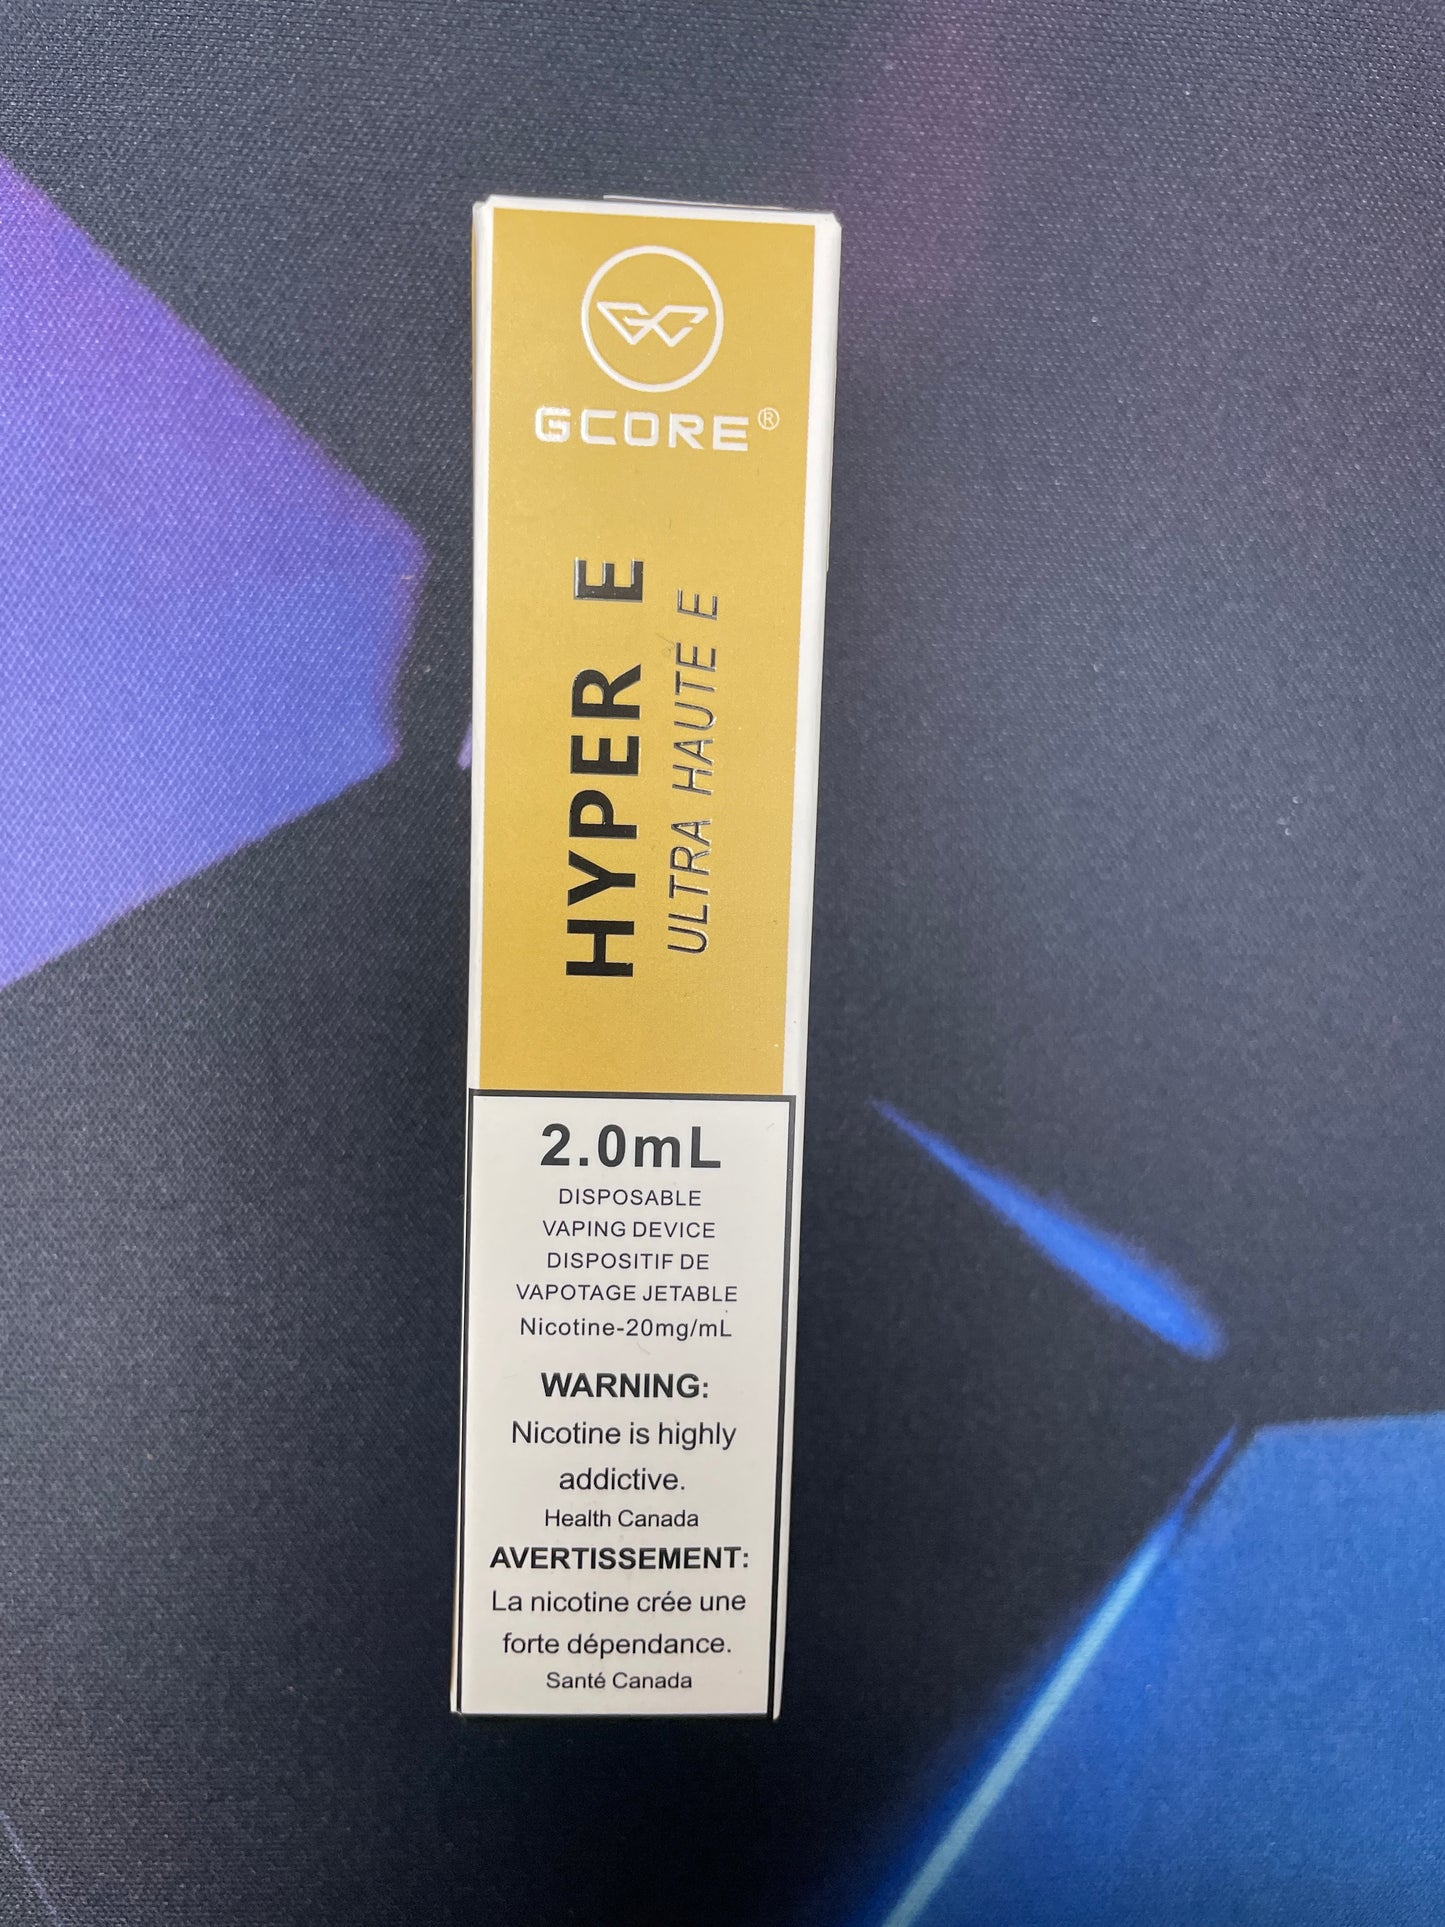 GC
GCORE®
HYPER E
ULTRA HAUTE E
2.0mL
DISPOSABLE
VAPING DEVICE
DISPOSITIF DE
VAPOTAGE JETABLE
Nicotine-20mg/mL
WARNING:
Nicotine is highly
addictive.
Health Canada
AVERTISSEMENT:
La nicotine crée une
forte dépendance.
Santé Canada